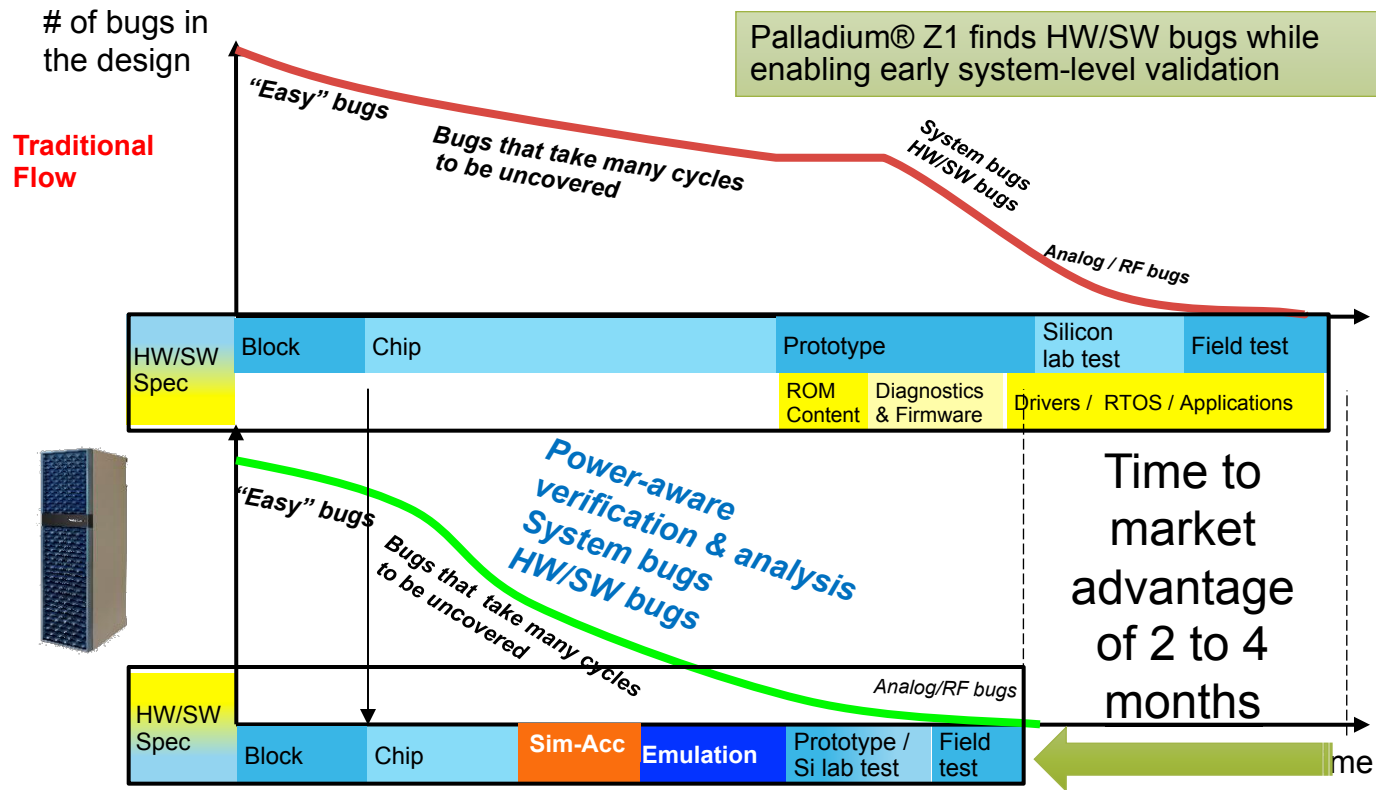 # of bugs in
the design
Palladium® Z1 finds HW/SW bugs while
enabling early system-level validation
Traditional
Flow
"Easy" bugs
Bugs that take many cycles
to be uncovered
System bugs
HW/SW bugs
Analog / RF bugs
HW/SW
Spec
Block
Chip
Prototype
Silicon
lab test
Field test
ROM
Content
Diagnostics
& Firmware
Drivers / RTOS / Applications
"Easy" bugs
Bugs that take many cycles
to be uncovered
Power-aware
verification & analysis
System bugs
HW/SW bugs
Analog/RF bugs
Time to
market
advantage
of 2 to 4
months
HW/SW
Spec
Block
Chip
Sim-Acc
Emulation
Prototype /
Si lab test
Field
test
me